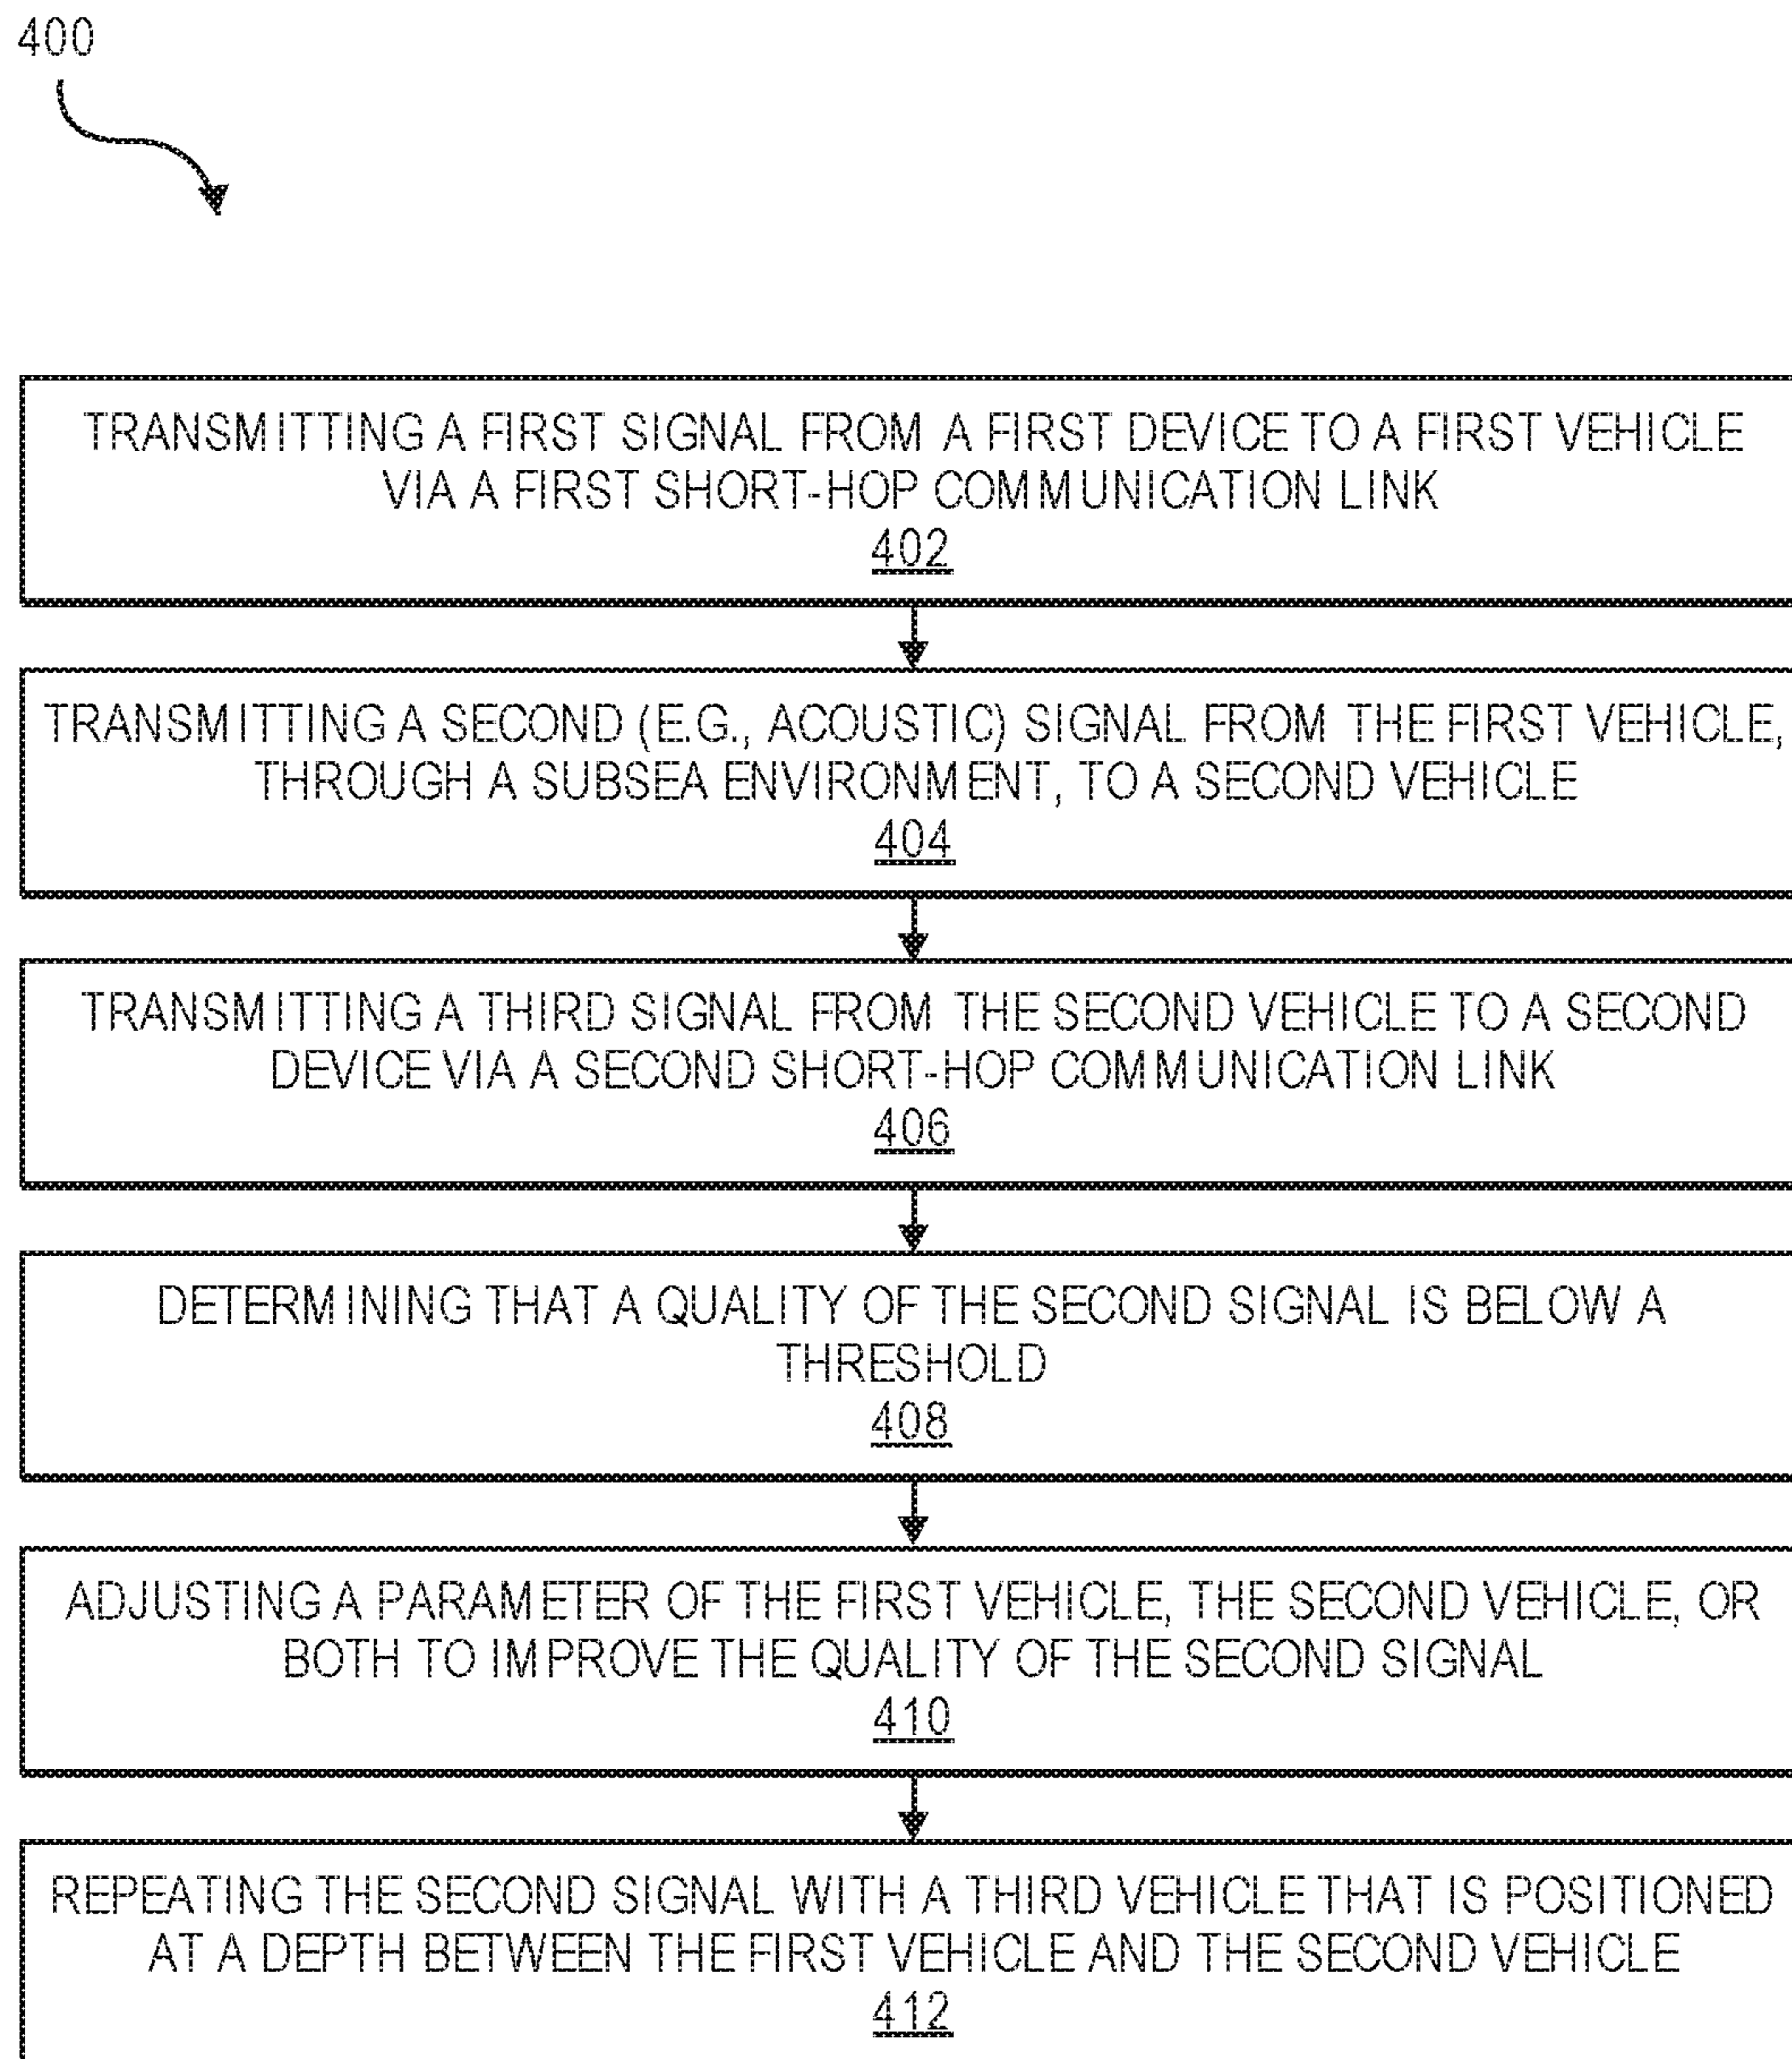 400
TRANSMITTING A FIRST SIGNAL FROM A FIRST DEVICE TO A FIRST VEHICLE
VIA A FIRST SHORT-HOP COMMUNICATION LINK
402
TRANSMITTING A SECOND (E.G., ACOUSTIC) SIGNAL FROM THE FIRST VEHICLE,
THROUGH A SUBSEA ENVIRONMENT, TO A SECOND VEHICLE
404
TRANSMITTING A THIRD SIGNAL FROM THE SECOND VEHICLE TO A SECOND
DEVICE VIA A SECOND SHORT-HOP COMMUNICATION LINK
406
DETERMINING THAT A QUALITY OF THE SECOND SIGNAL IS BELOW A
THRESHOLD
408
ADJUSTING A PARAMETER OF THE FIRST VEHICLE, THE SECOND VEHICLE, OR
BOTH TO IMPROVE THE QUALITY OF THE SECOND SIGNAL
410
REPEATING THE SECOND SIGNAL WITH A THIRD VEHICLE THAT IS POSITIONED
AT A DEPTH BETWEEN THE FIRST VEHICLE AND THE SECOND VEHICLE
412